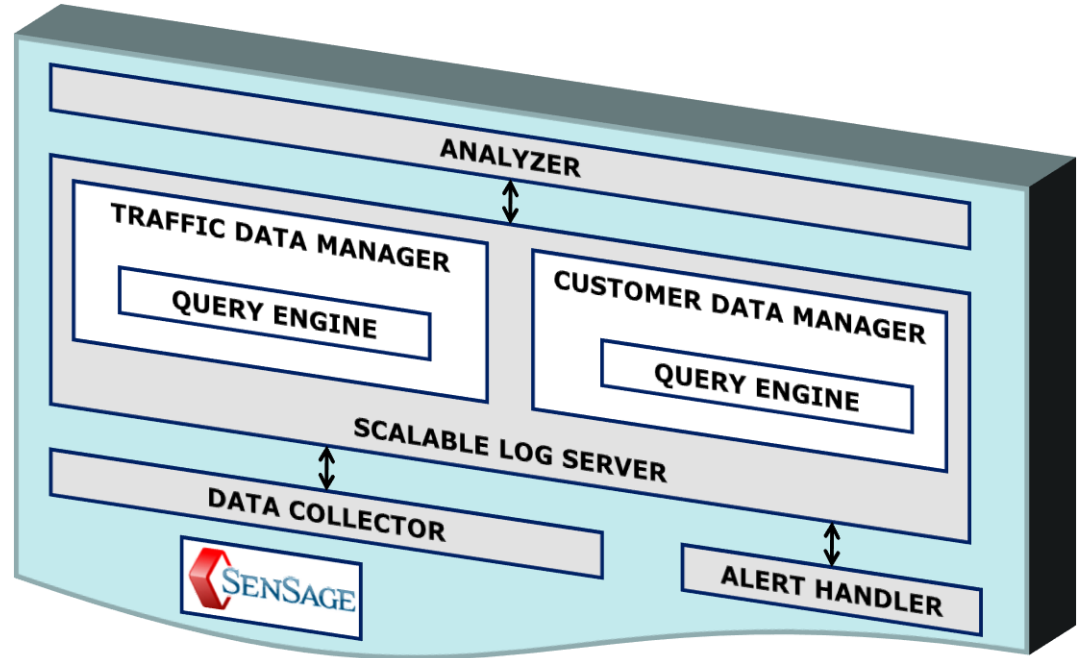 ANALYZER
TRAFFIC DATA MANAGER
QUERY ENGINE
CUSTOMER DATA MANAGER
QUERY ENGINE
SCALABLE LOG SERVER
DATA COLLECTOR
ALERT HANDLER
SENSAGE